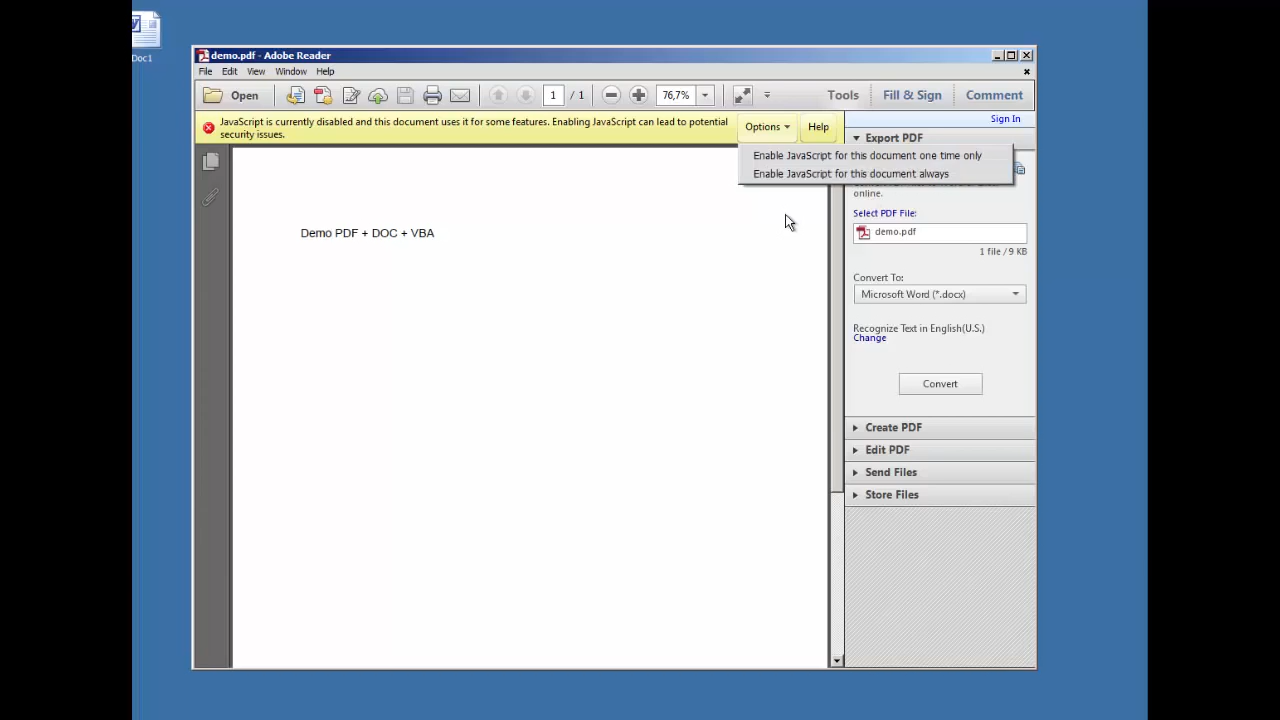 Doc1
demo.pdf - Adobe Reader
File Edit View Window Help
Open 1 / 1 76,7% Tools Fill & Sign Comment
JavaScript is currently disabled and this document uses it for some features. Enabling JavaScript can lead to potential
security issues.
Options Help
Enable JavaScript for this document one time only
Enable JavaScript for this document always
Sign In
Export PDF
online.
Select PDF File:
demo.pdf
1 file / 9 KB
Convert To:
Microsoft Word (*.docx)
Recognize Text in English(U.S.)
Change
Convert
Create PDF
Edit PDF
Send Files
Store Files
Demo PDF + DOC + VBA